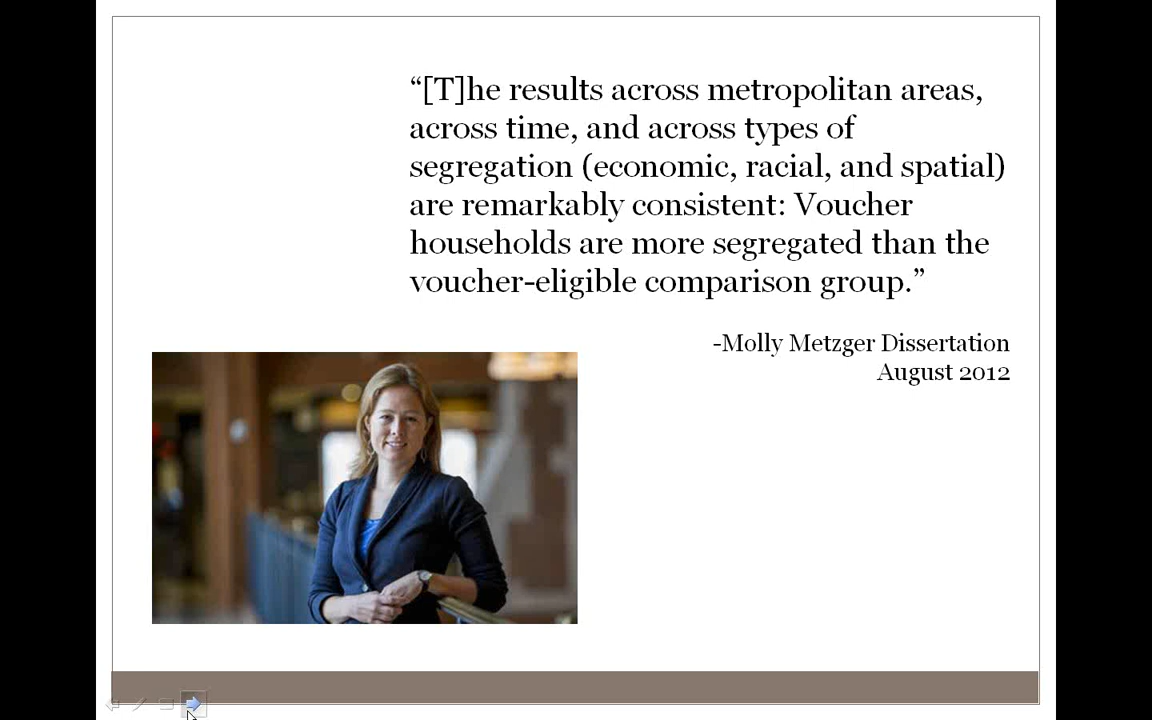 “[T]he results across metropolitan areas,
across time, and across types of
segregation (economic, racial, and spatial)
are remarkably consistent: Voucher
households are more segregated than the
voucher-eligible comparison group.”
-Molly Metzger Dissertation
August 2012